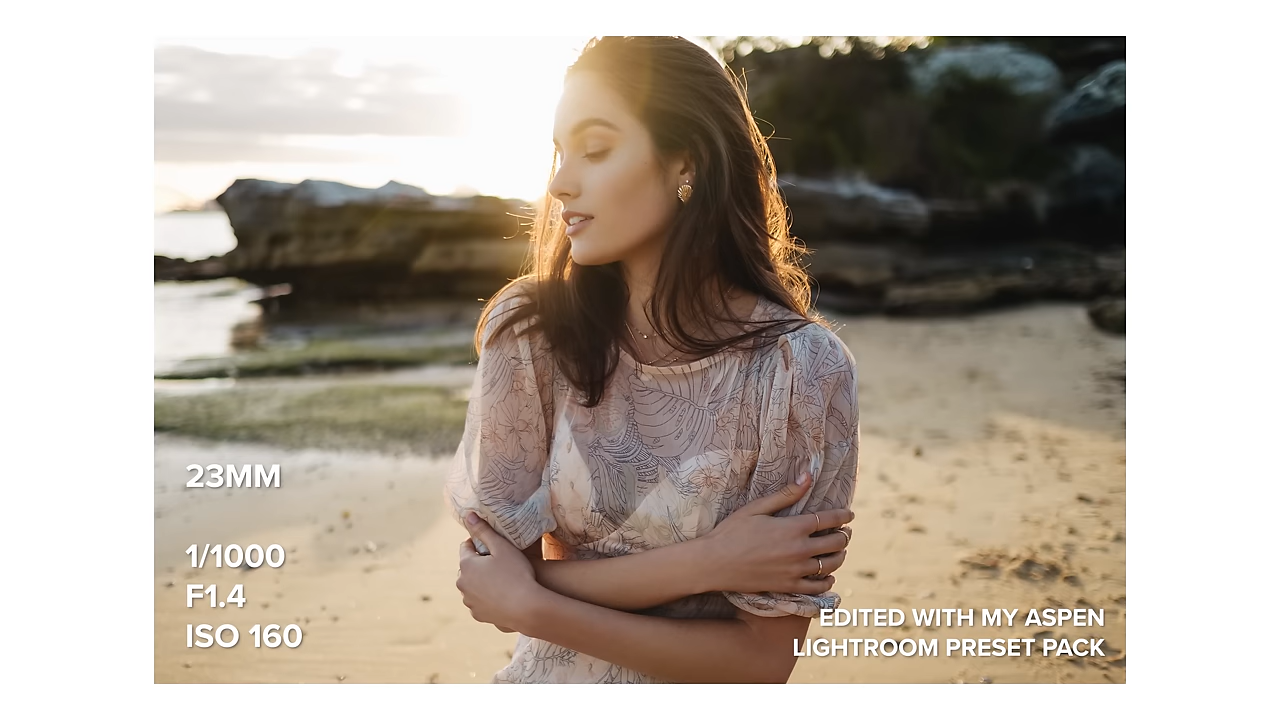 23MM
1/1000
F1.4
ISO 160
EDITED WITH MY ASPEN
LIGHTROOM PRESET PACK